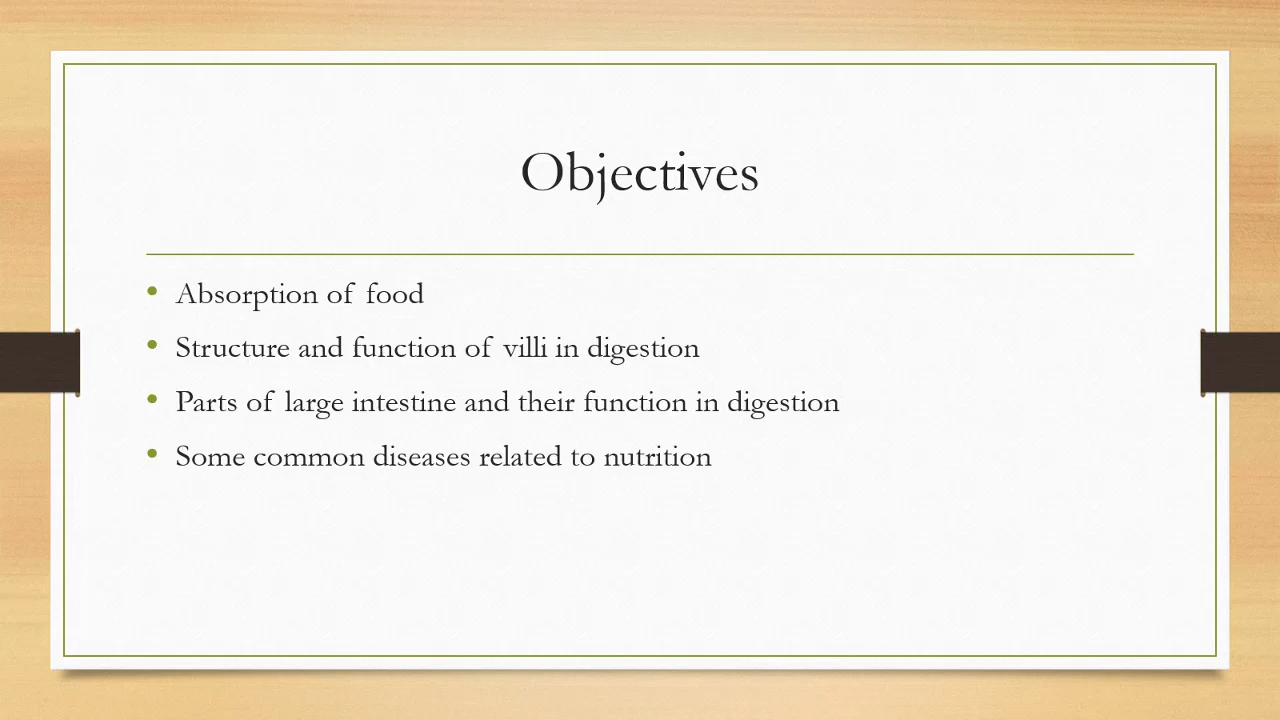 Objectives
• Absorption of food
• Structure and function of villi in digestion
• Parts of large intestine and their function in digestion
• Some common diseases related to nutrition